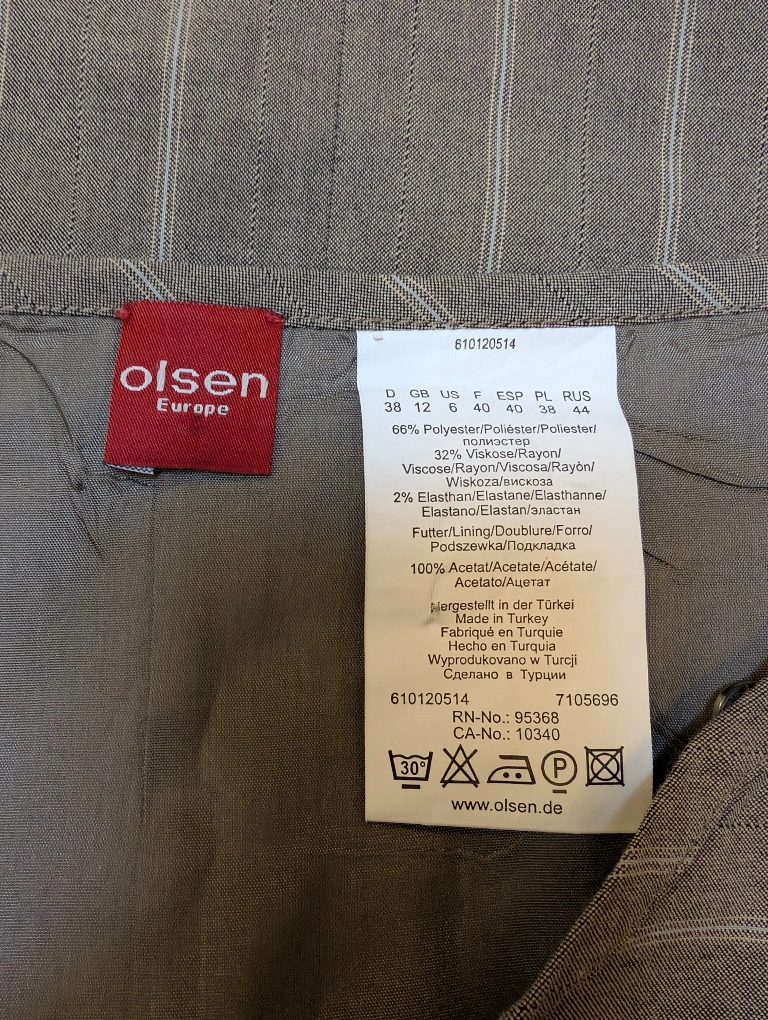 olsen
Europe
610120514
D GB US F ESP PL RUS
38 12 6 40 40 38 44
66% Polyester/Poliéster/Poliester/
полиэстер
32% Viskose/Rayon/
Viscose/Rayon/Viscosa/Rayòn/
Wiskoza/вискоза
2% Elasthan/Elastane/Elasthanne/
Elastano/Elastan/эластан
Futter/Lining/Doublure/Forro/
Podszewka/Подкладка
100% Acetat/Acetate/Acétate/
Acetato/Ацетат
Hergestellt in der Türkei
Made in Turkey
Fabriqué en Turquie
Hecho en Turquia
Wyprodukowano w Turcji
Сделано в Турции
610120514 7105696
RN-No.: 95368
CA-No.: 10340
30° P
www.olsen.de